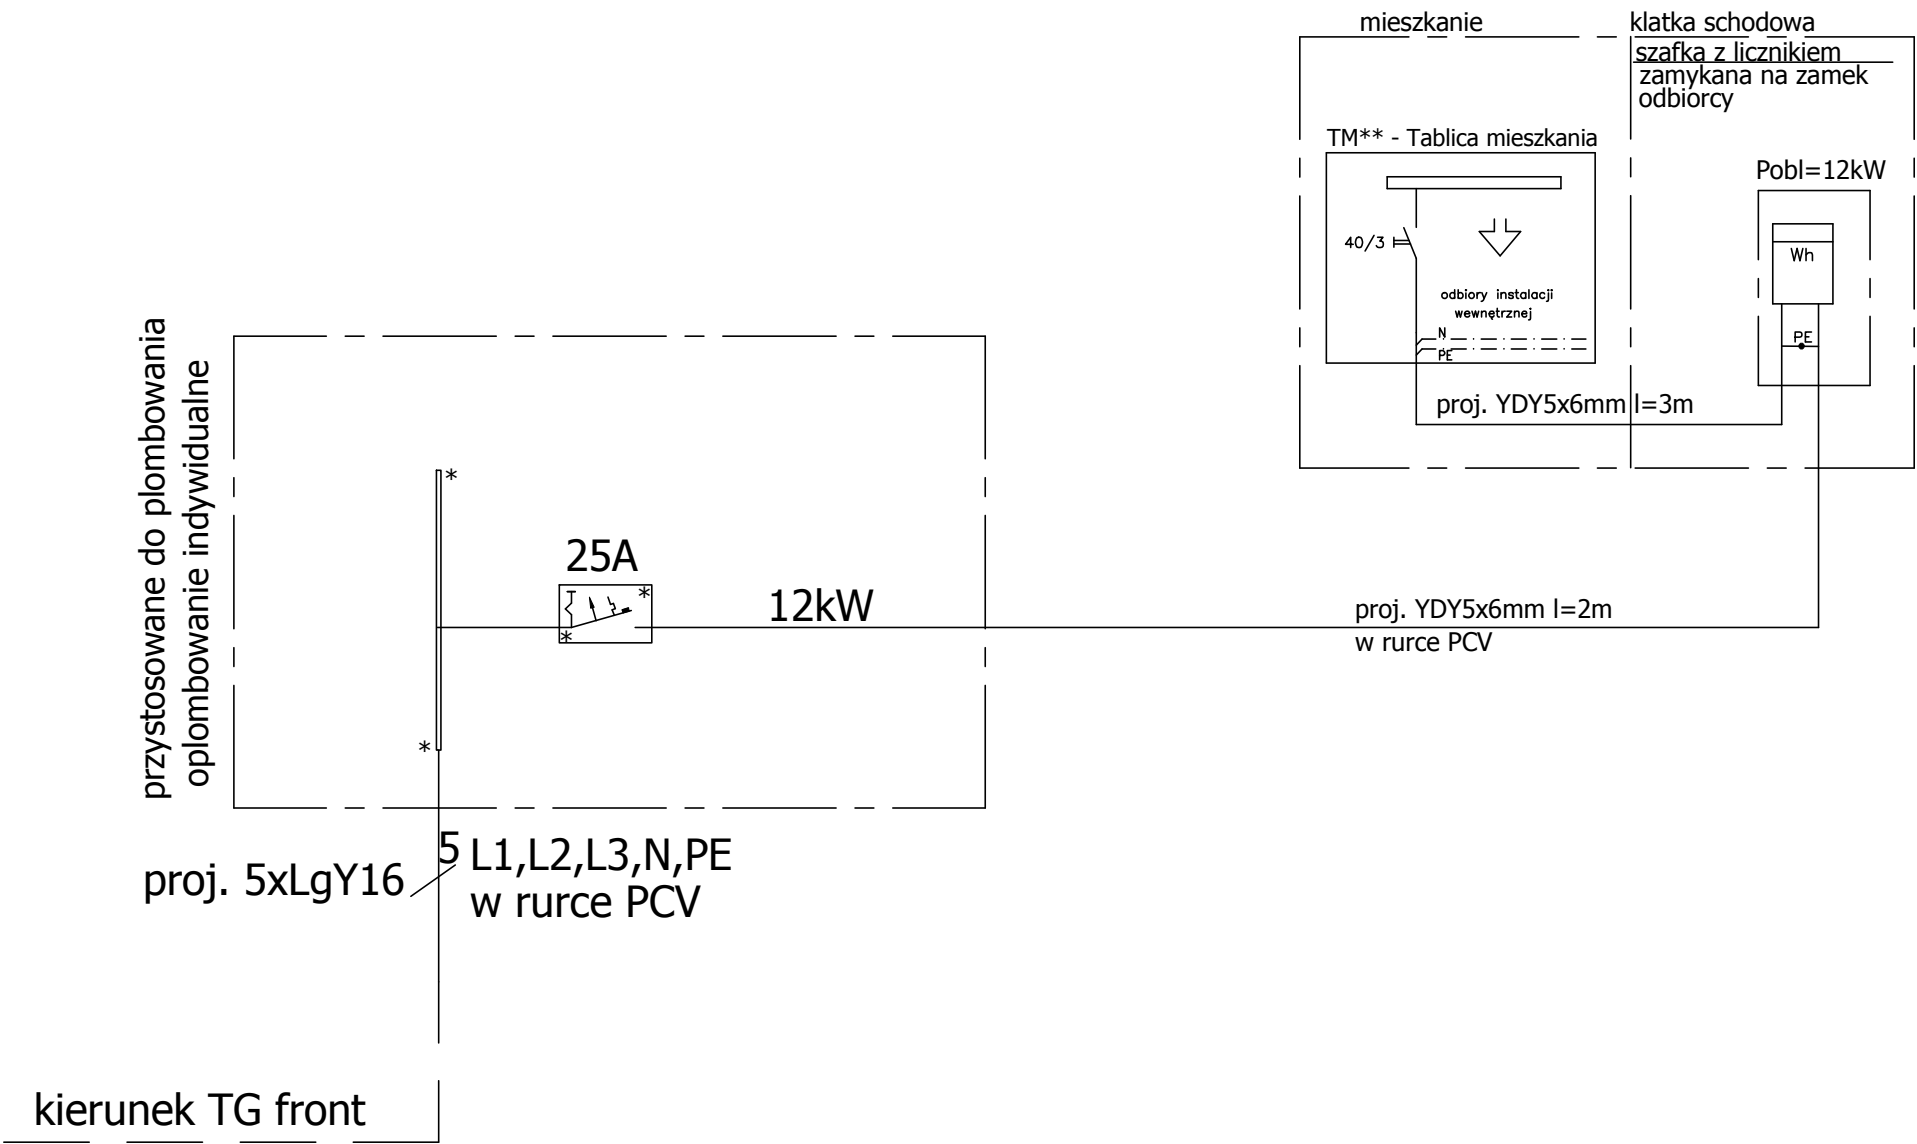 mieszkanie
klatka schodowa
szafka z licznikiem
zamykana na zamek
odbiorcy
TM** - Tablica mieszkania
Pobl=12kW
40/3
Wh
odbiory instalacji
wewnętrznej
N
PE
PE
proj. YDY5x6mm l=3m
przystosowane do plombowania
oplombowanie indywidualne
*
25A
*
*
12kW
proj. YDY5x6mm l=2m
w rurce PCV
*
5
L1,L2,L3,N,PE
proj. 5xLgY16
w rurce PCV
kierunek TG front